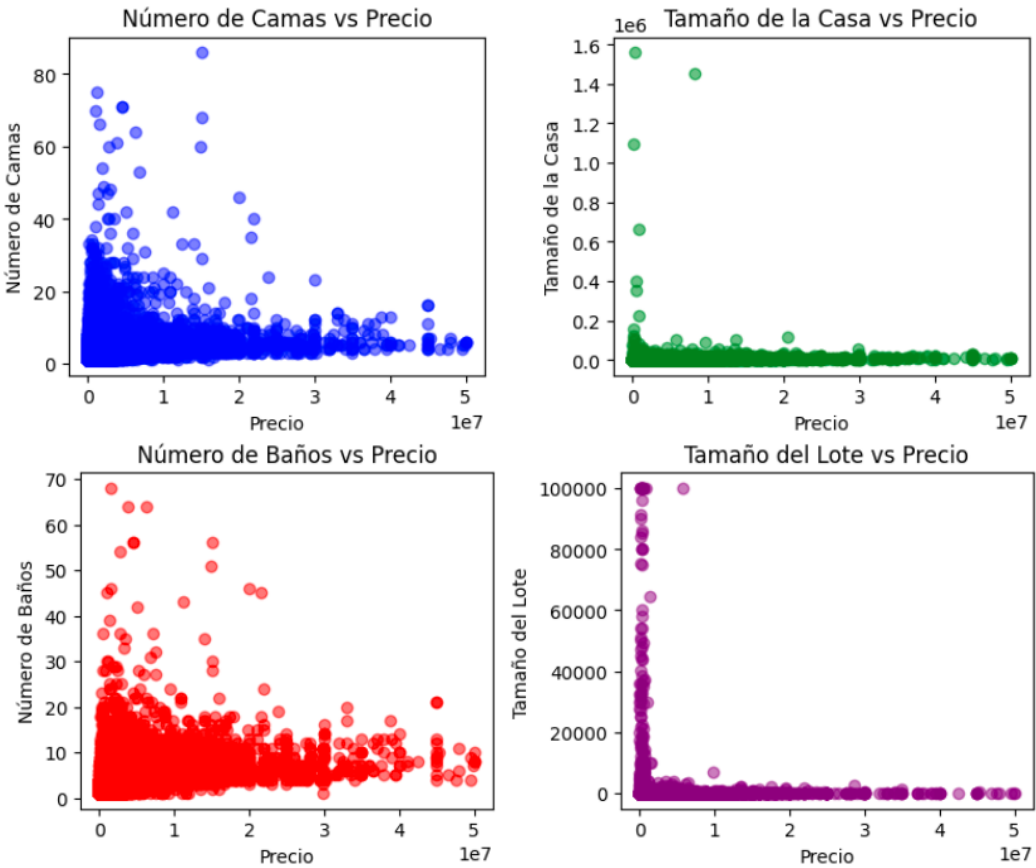 Número de Camas vs Precio
Número de Camas
80
60
40
20
0
0 1 2 3 4 5
1e7
Precio
Tamaño de la Casa vs Precio
1e6
Tamaño de la Casa
1.6
1.4
1.2
1.0
0.8
0.6
0.4
0.2
0.0
0 1 2 3 4 5
1e7
Precio
Número de Baños vs Precio
Número de Baños
70
60
50
40
30
20
10
0
0 1 2 3 4 5
1e7
Precio
Tamaño del Lote vs Precio
Tamaño del Lote
100000
80000
60000
40000
20000
0
0 1 2 3 4 5
1e7
Precio